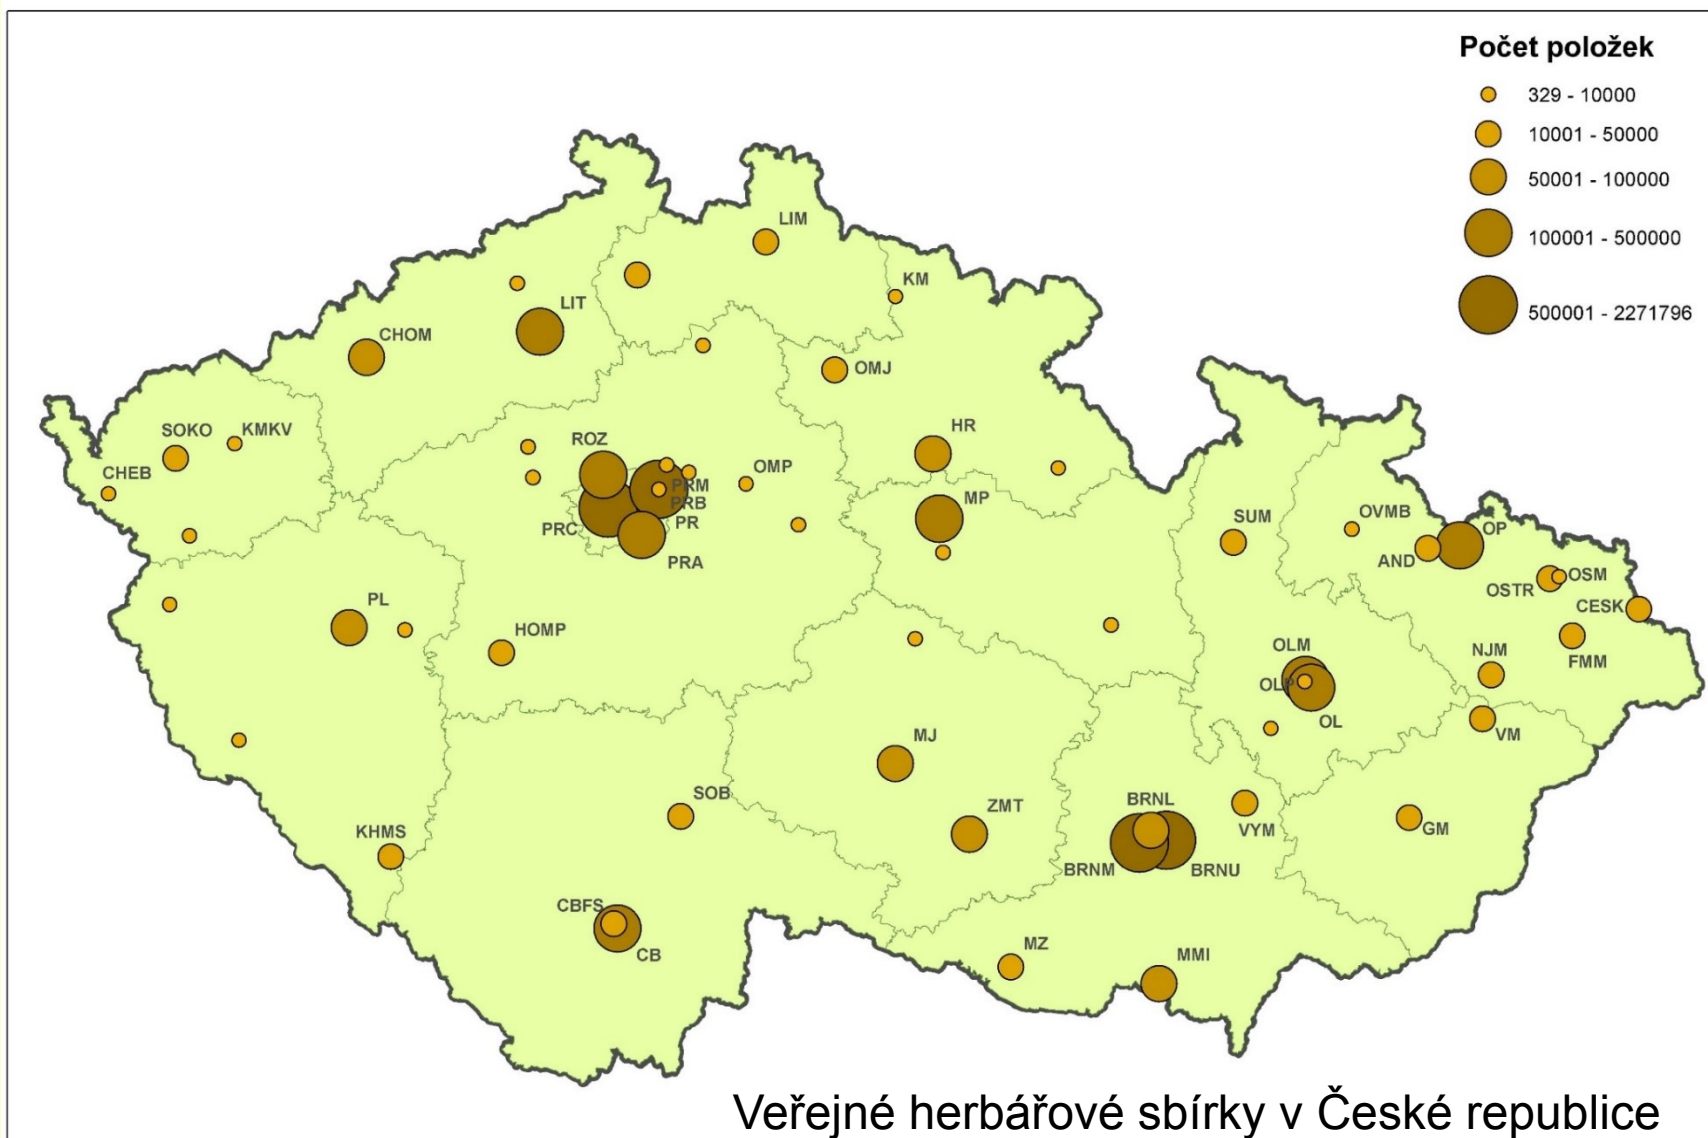 Počet položek
329 - 10000
10001 - 50000
50001 - 100000
100001 - 500000
500001 - 2271796
LIM
KM
LIT
CHOM
OMJ
SOKO
KMKV
HR
ROZ
CHEB
OMP
PRM
MP
PRB
PR
PRC
PRA
SUM
OVMB
OP
AND
OSM
OSTR
CESK
PL
HOMP
OLM
NJM
FMM
OLP
OL
VM
MJ
SOB
ZMT
BRNL
VYM
GM
KHMS
BRNM
BRNU
CBFS
CB
MZ
MMI
Veřejné herbářové sbírky v České republice